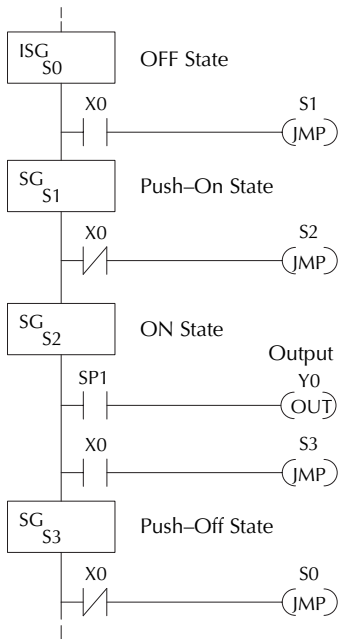 ISG
S0
OFF State
X0
S1
JMP
SG
S1
Push–On State
X0
S2
JMP
SG
S2
ON State
Output
SP1
Y0
OUT
X0
S3
JMP
SG
S3
Push–Off State
X0
S0
JMP